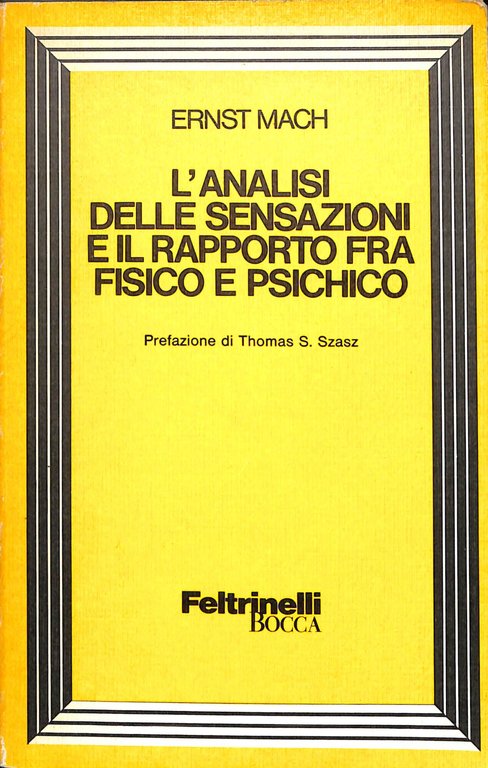 ERNST MACH
L'ANALISI
DELLE SENSAZIONI
E IL RAPPORTO FRA
FISICO E PSICHICO
Prefazione di Thomas S. Szasz
Feltrinelli
BOCCA